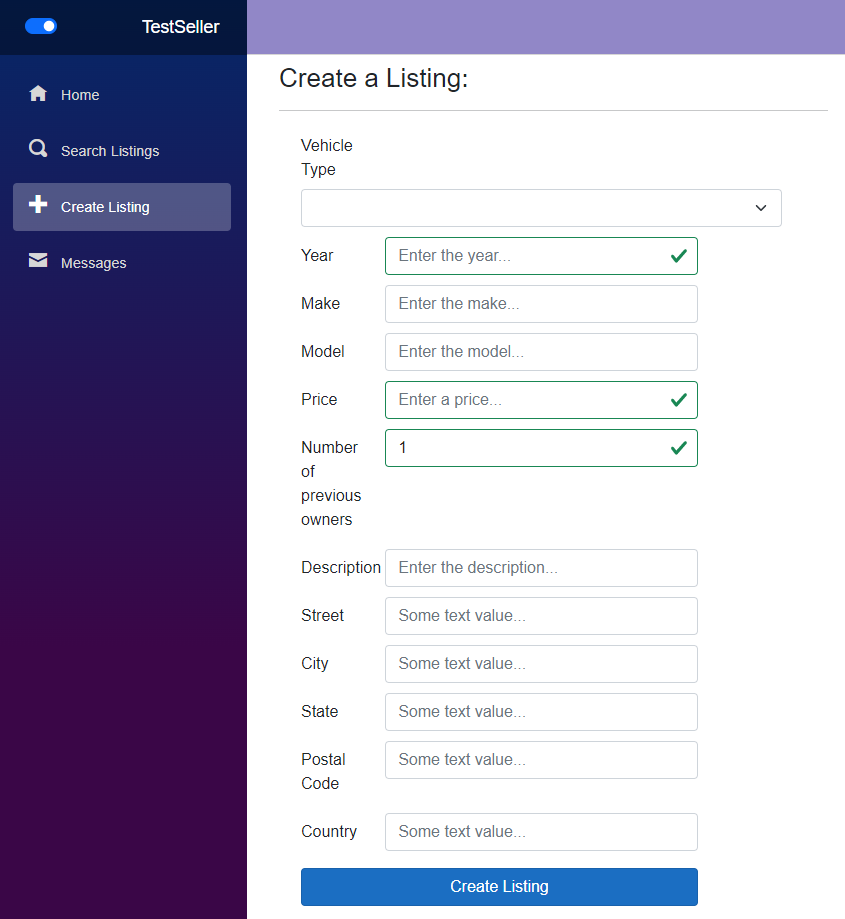 TestSeller
Home
Search Listings
Create Listing
Messages
Create a Listing:
Vehicle
Type
Year
Enter the year...
Make
Enter the make...
Model
Enter the model...
Price
Enter a price...
Number
of
previous
owners
1
Description
Enter the description...
Street
Some text value...
City
Some text value...
State
Some text value...
Postal
Code
Some text value...
Country
Some text value...
Create Listing